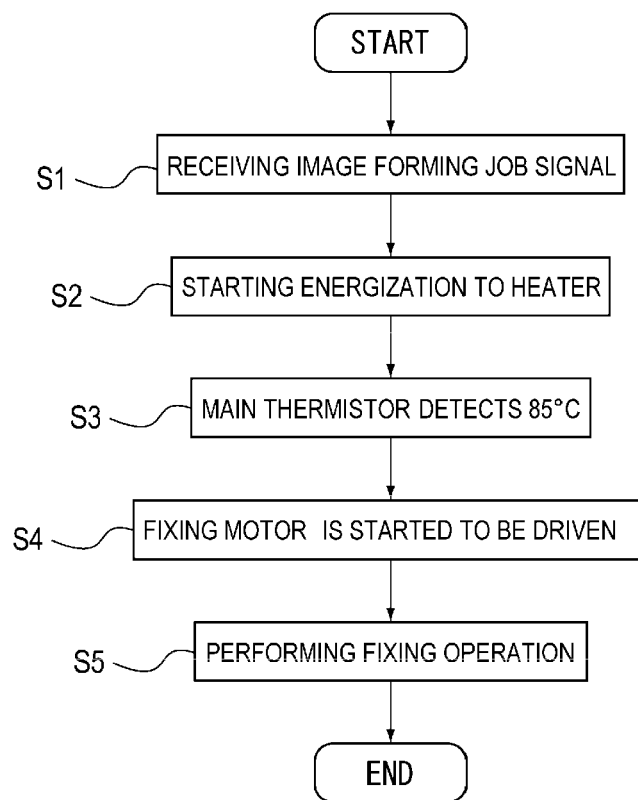 START
S1 RECEIVING IMAGE FORMING JOB SIGNAL
S2 STARTING ENERGIZATION TO HEATER
S3 MAIN THERMISTOR DETECTS 85°C
S4 FIXING MOTOR IS STARTED TO BE DRIVEN
S5 PERFORMING FIXING OPERATION
END